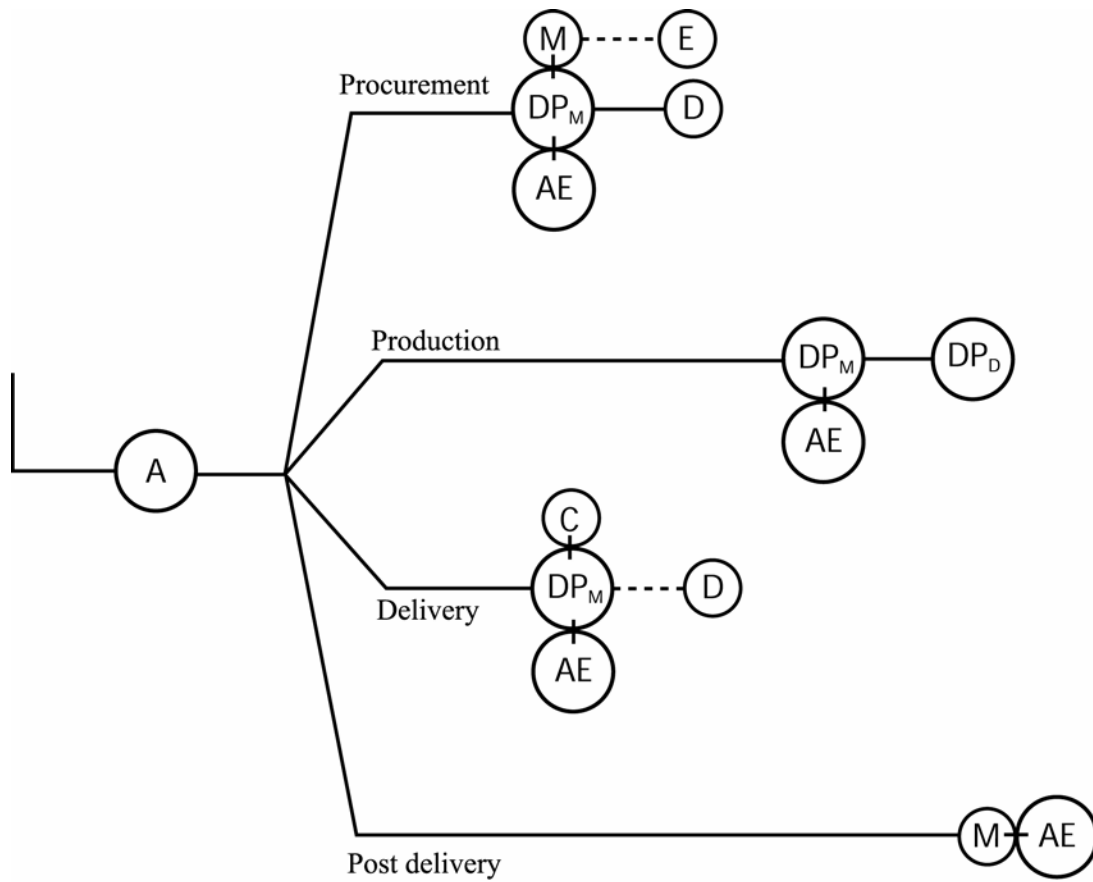 M E
Procurement
DPM D
AE
Production
DPM DPD
A AE
C
Delivery DPM D
AE
M AE
Post delivery